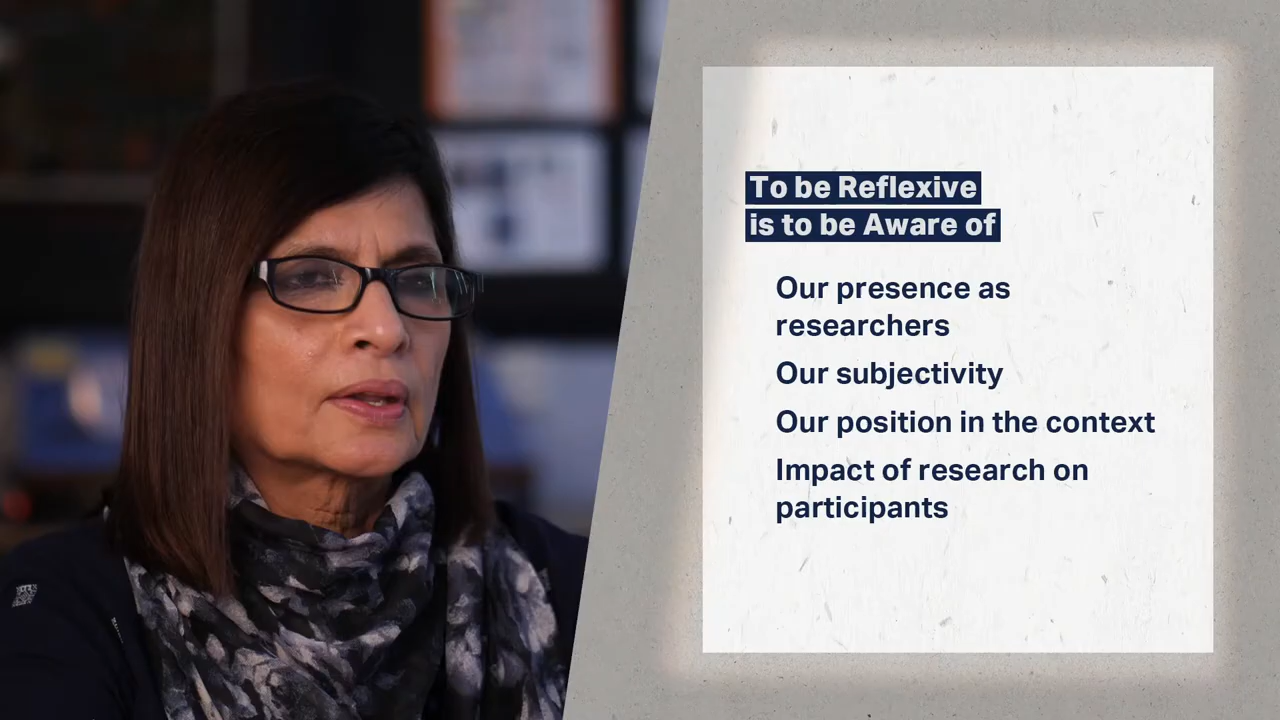 To be Reflexive
is to be Aware of
Our presence as
researchers
Our subjectivity
Our position in the context
Impact of research on
participants